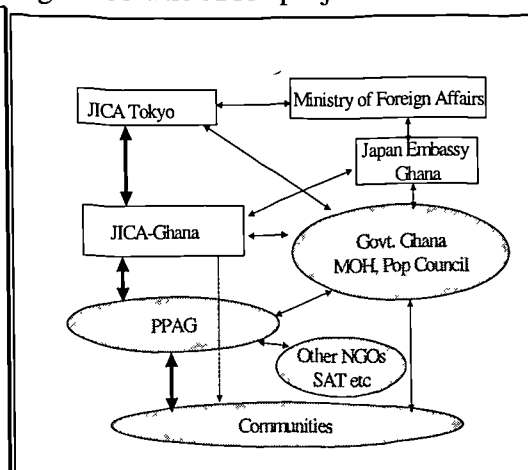 JICA Tokyo
Ministry of Foreign Affairs
Japan Embassy
Ghana
JICA-Ghana
Govt. Ghana
MOH, Pop Council
PPAG
Other NGOs
SAT etc
Communities